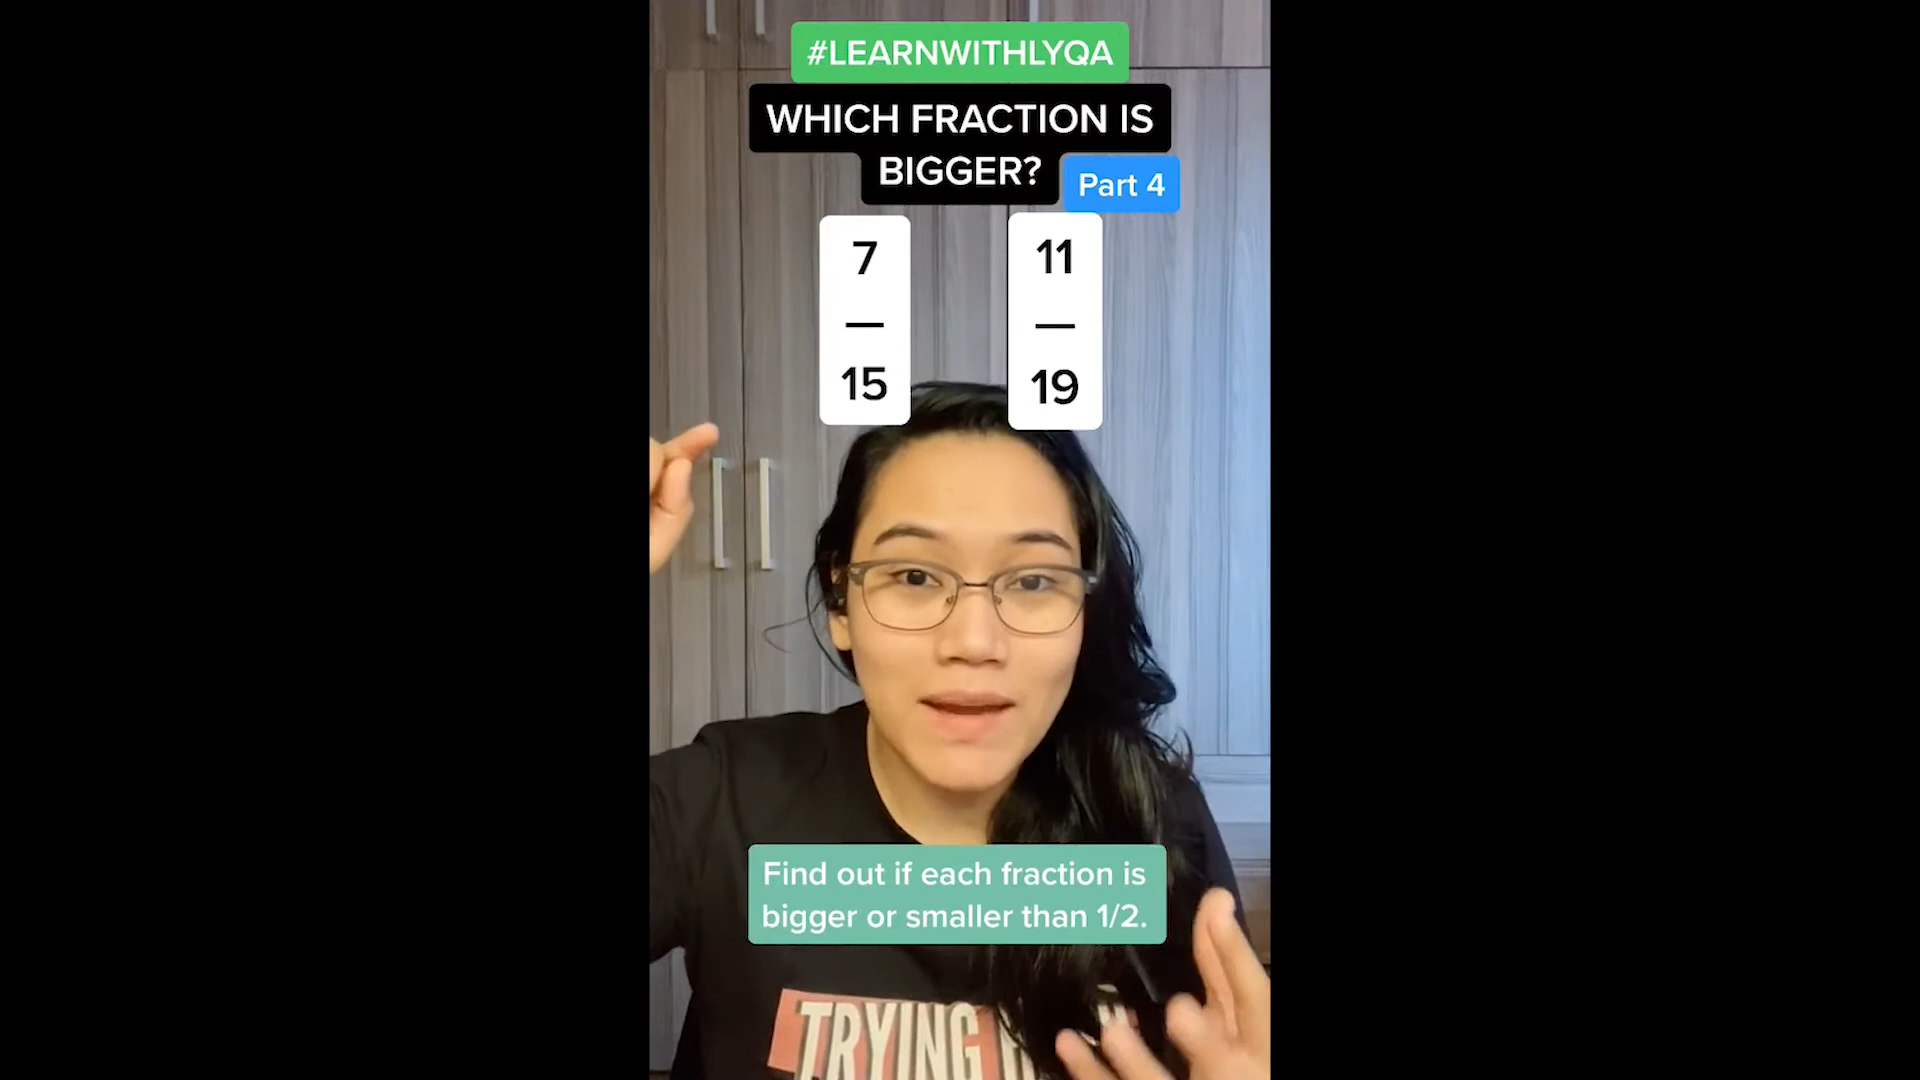 #LEARNWITHLYQA
WHICH FRACTION IS
BIGGER?
Part 4
7
—
15
11
—
19
Find out if each fraction is
bigger or smaller than 1/2.
TRYING